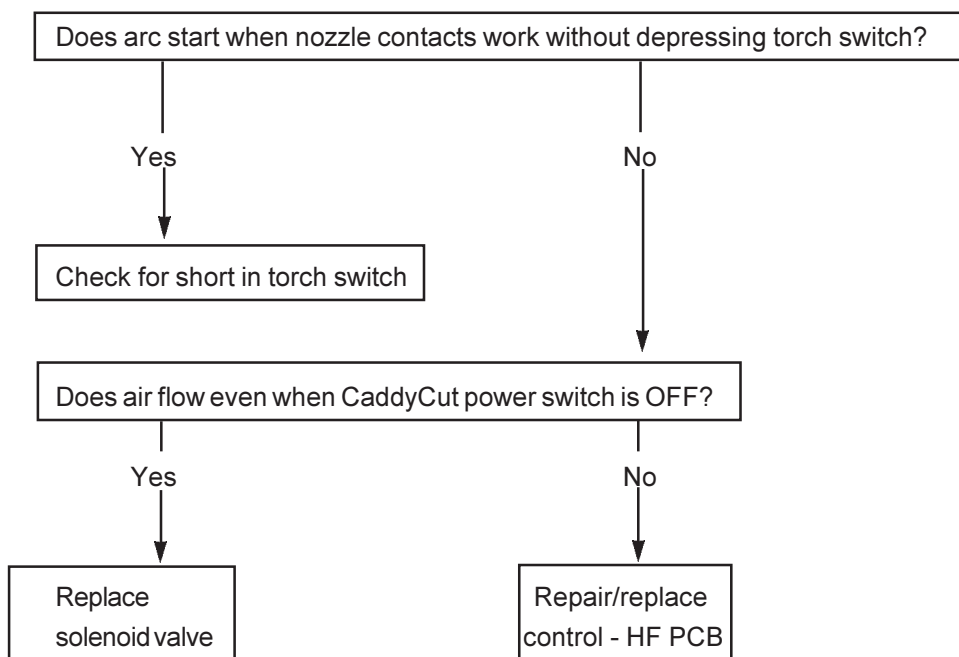 Does arc start when nozzle contacts work without depressing torch switch?
Yes
No
Check for short in torch switch
Does air flow even when CaddyCut power switch is OFF?
Yes
No
Replace
solenoid valve
Repair/replace
control - HF PCB